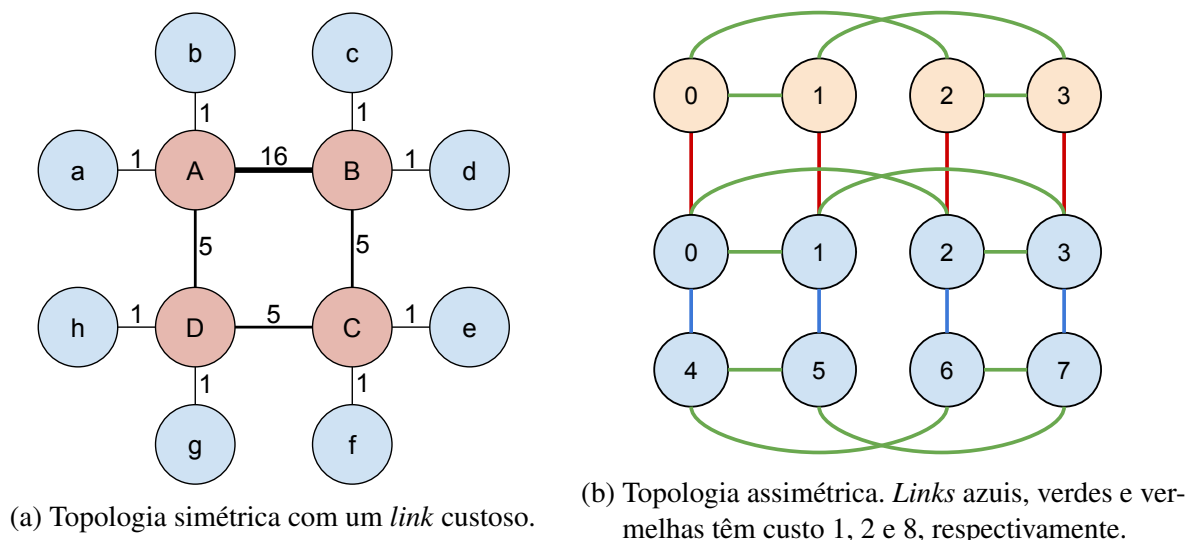 b c
a 1 1
1 A 16 B 1 d
5 5
h 1 D 5 C 1 e
1 1
g f
(a) Topologia simétrica com um link custoso.
0 1 2 3
0 1 2 3
4 5 6 7
(b) Topologia assimétrica. Links azuis, verdes e ver-
melhas têm custo 1, 2 e 8, respectivamente.